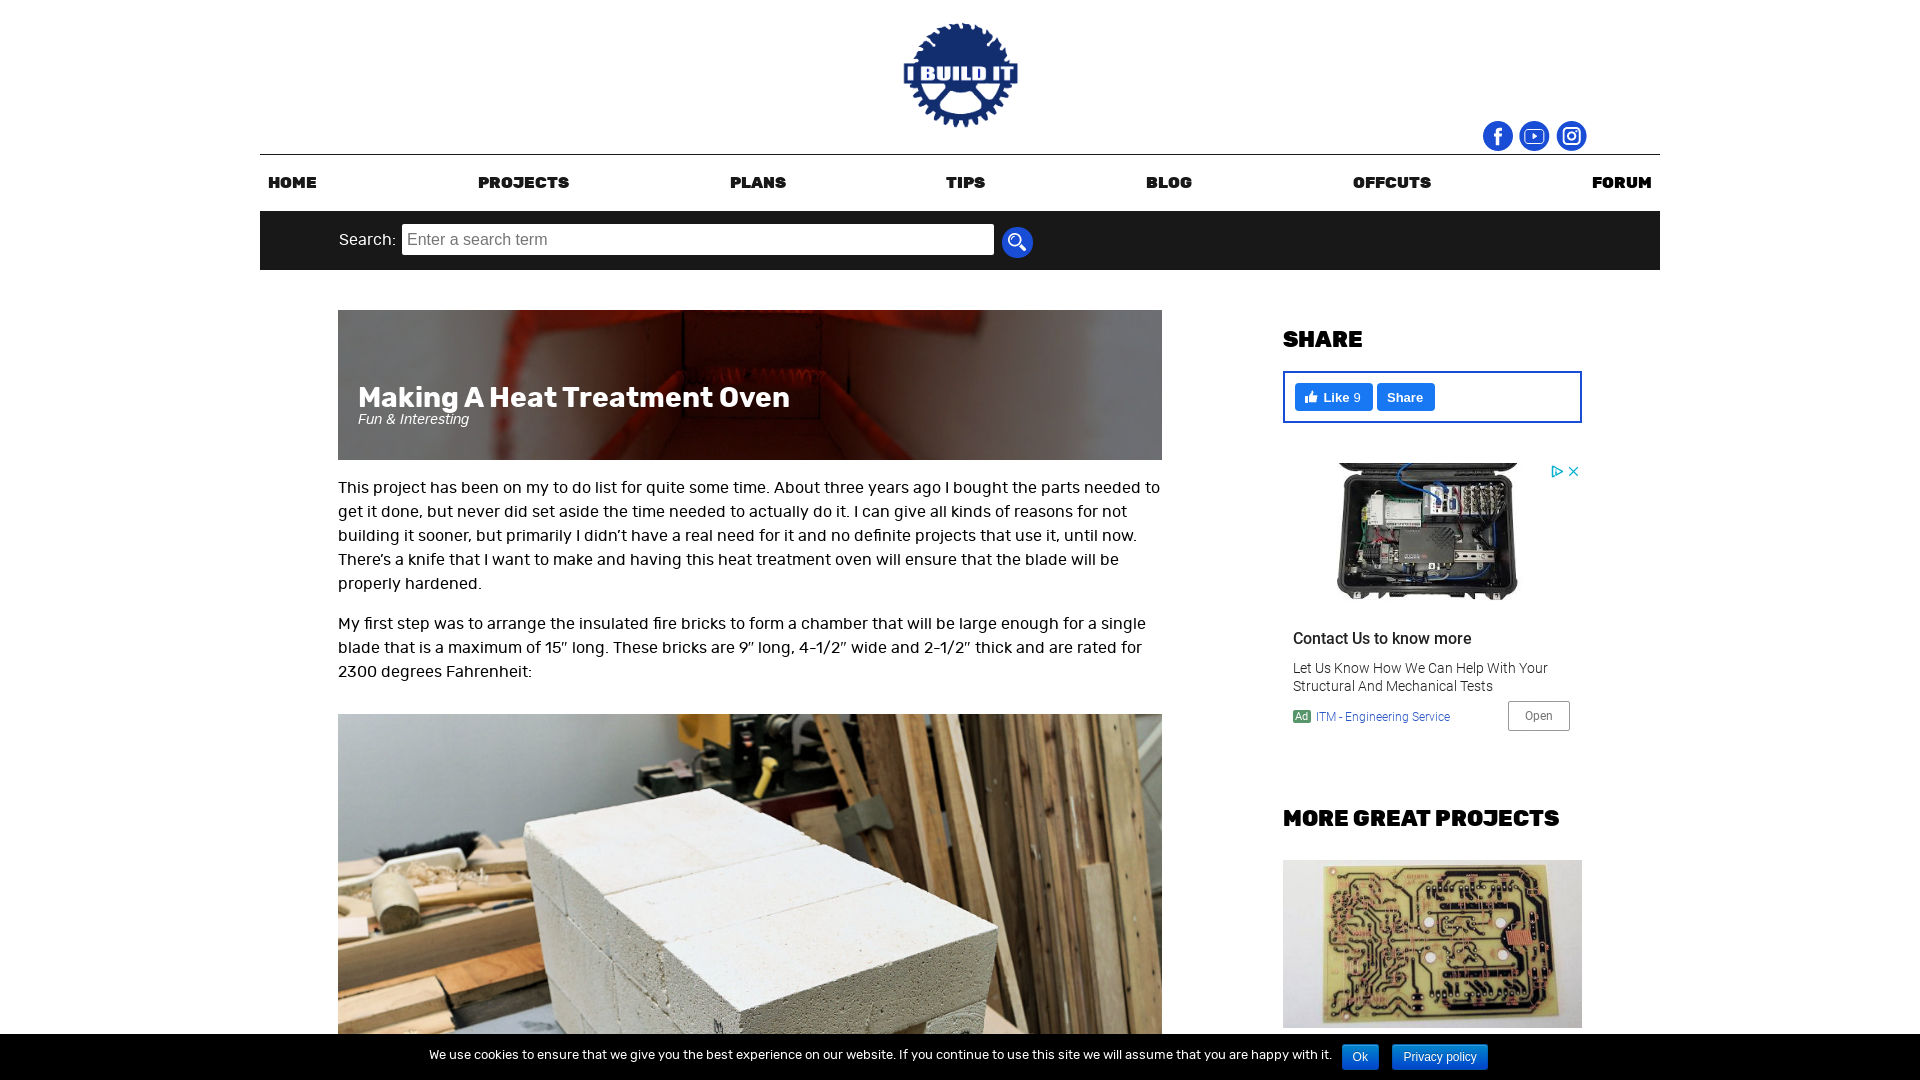 I BUILD IT
HOME
PROJECTS
PLANS
TIPS
BLOG
OFFCUTS
FORUM
Search:
Enter a search term
Making A Heat Treatment Oven
Fun & Interesting
This project has been on my to do list for quite some time. About three years ago I bought the parts needed to
get it done, but never did set aside the time needed to actually do it. I can give all kinds of reasons for not
building it sooner, but primarily I didn’t have a real need for it and no definite projects that use it, until now.
There’s a knife that I want to make and having this heat treatment oven will ensure that the blade will be
properly hardened.
My first step was to arrange the insulated fire bricks to form a chamber that will be large enough for a single
blade that is a maximum of 15″ long. These bricks are 9″ long, 4-1/2″ wide and 2-1/2″ thick and are rated for
2300 degrees Fahrenheit:
SHARE
Like 9
Share
Contact Us to know more
Let Us Know How We Can Help With Your
Structural And Mechanical Tests
Ad ITM - Engineering Service
Open
MORE GREAT PROJECTS
We use cookies to ensure that we give you the best experience on our website. If you continue to use this site we will assume that you are happy with it.
Ok
Privacy policy